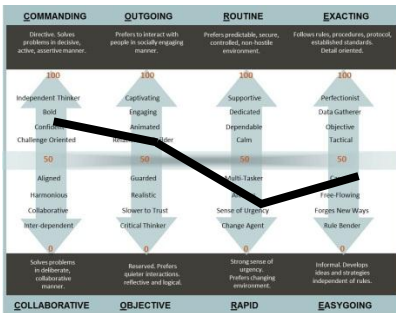 COMMANDING
OUTGOING
ROUTINE
EXACTING
Directive. Solves
problems in decisive,
active, assertive manner.
Prefers to interact with
people in socially engaging
manner.
Prefers predictable, secure,
controlled, non-hostile
environment.
Follows rules, procedures, protocol,
established standards.
Detail oriented.
100
100
100
100
Independent Thinker
Bold
Challenge Oriented
Captivating
Engaging
Animated
Supportive
Dedicated
Dependable
Calm
Perfectionist
Data Gatherer
Objective
Tactical
50
50
50
50
Aligned
Harmonious
Collaborative
Inter-dependent
Guarded
Realistic
Slower to Trust
Critical Thinker
Multi-Tasker
Sense of Urgency
Change Agent
Free-Flowing
Forges New Ways
Rule Bender
0
0
0
0
Solves problems
in deliberate,
collaborative
manner.
Reserved. Prefers
quieter interactions.
reflective and logical.
Strong sense of
urgency.
Prefers changing
environment.
Informal. Develops
ideas and strategies
independent of rules.
COLLABORATIVE
OBJECTIVE
RAPID
EASYGOING